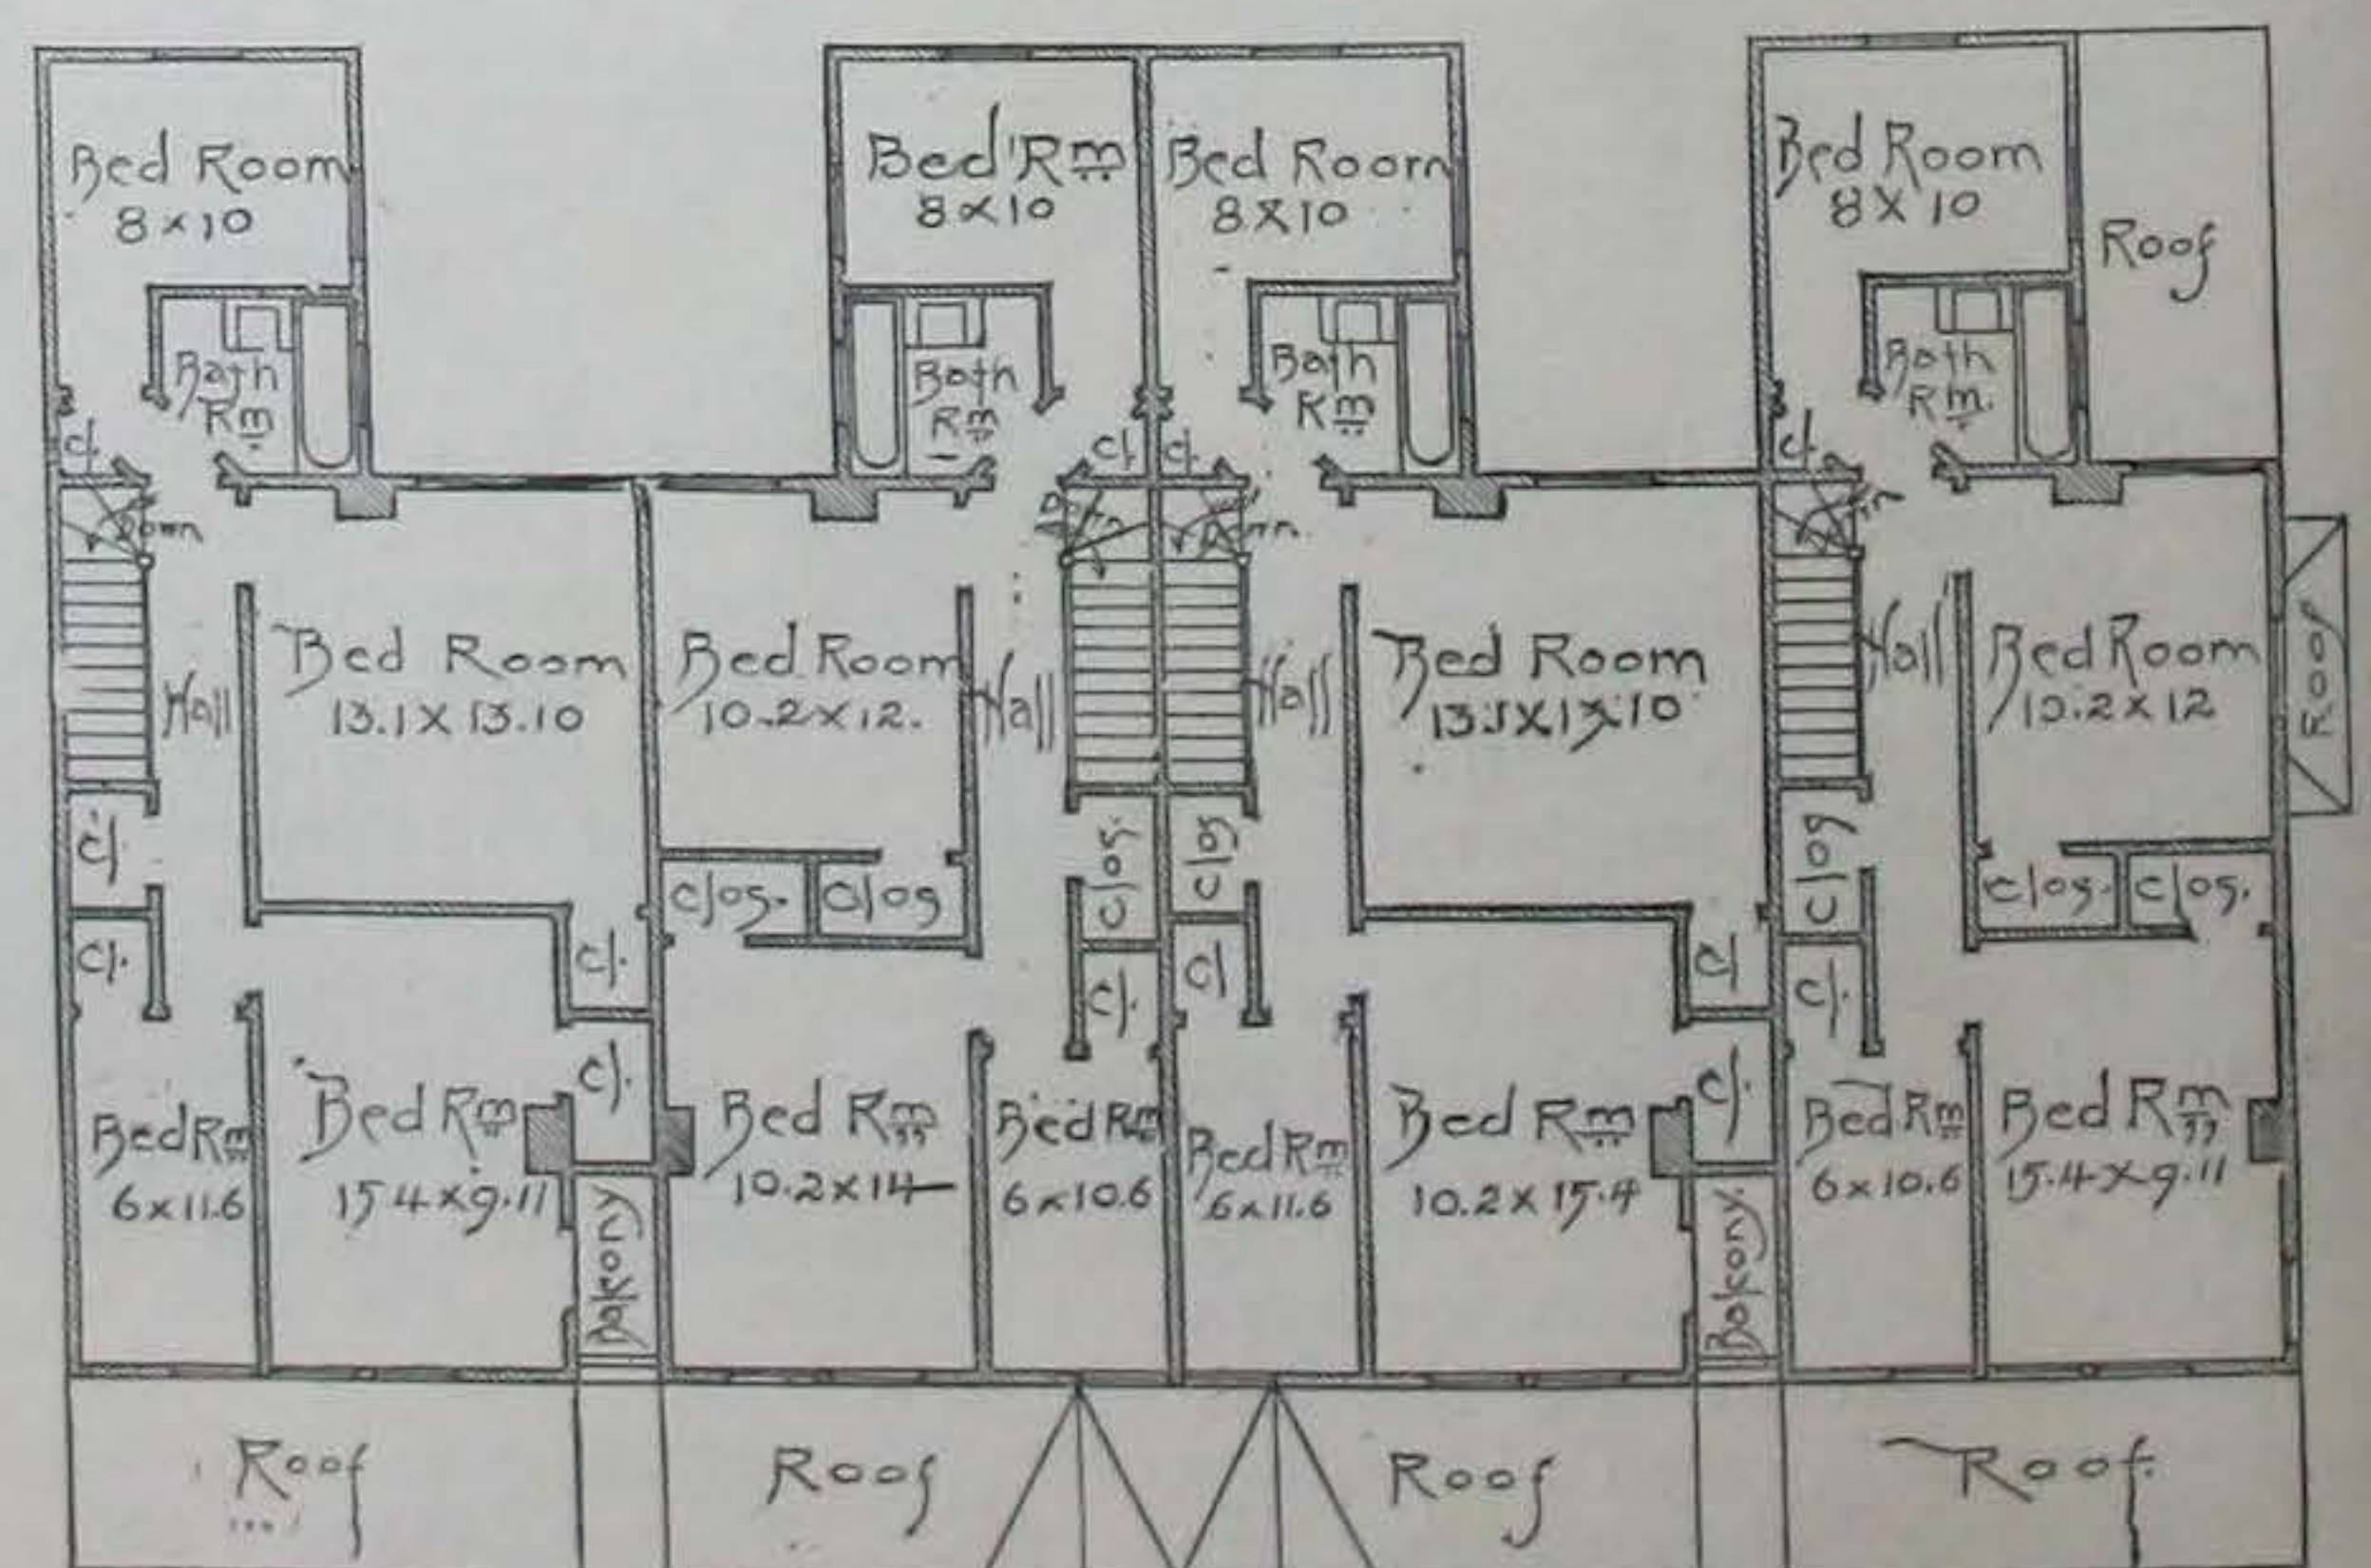 Bed Room
8 x 10
Bed Rm
8 x 10
Bed Room
8 x 10
Bed Room
8 x 10
Roof
Bath
Rm
Bath
Rm
Bath
Rm
Bath
Rm.
Cl.
Cl.
Cl.
Cl.
Down
Down
Down
Hall
Bed Room
13.1 x 13.10
Bed Room
10.2 x 12.
Hall
Hall
Bed Room
13.1 x 13.10
Hall
Bed Room
10.2 x 12
Roof
Cl.
Clos.
Clos
Clos.
Clos
Clos
Clos.
Clos.
Cl.
Cl.
Cl.
Cl
Cl
Cl.
Cl.
Cl.
Bed Rm
6 x 11.6
Bed Rm
15.4 x 9.11
Bed Rm
10.2 x 14
Bed Rm
6 x 10.6
Bed Rm
6 x 11.6
Bed Rm
10.2 x 15.4
Bed Rm
6 x 10.6
Bed Rm
15.4 x 9.11
Balcony
Balcony
Roof
Roof
Roof
Roof